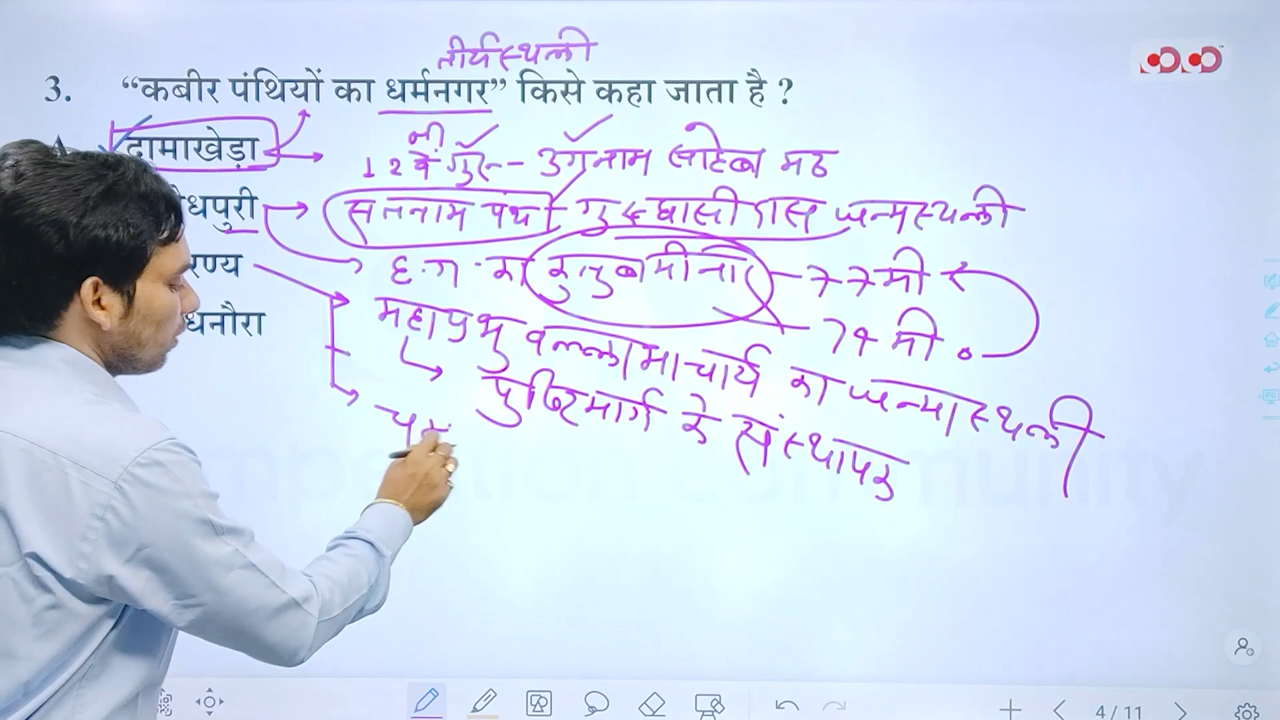 तीर्थस्थली
3. “कबीर पंथियों का धर्मनगर” किसे कहा जाता है ?
दामाखेड़ा
12 वें गुरु - उग्रनाम साहेब मठ
धपुरी सतनाम पंथ गुरु घासीदास जन्मस्थली
छ.ग. का कुतुबमीनार - 77 मी
रण्य महाप्रभु वल्लभाचार्य का जन्मास्थली
धनौरा 74 मी
पुष्टिमार्ग के संस्थापक
4/11